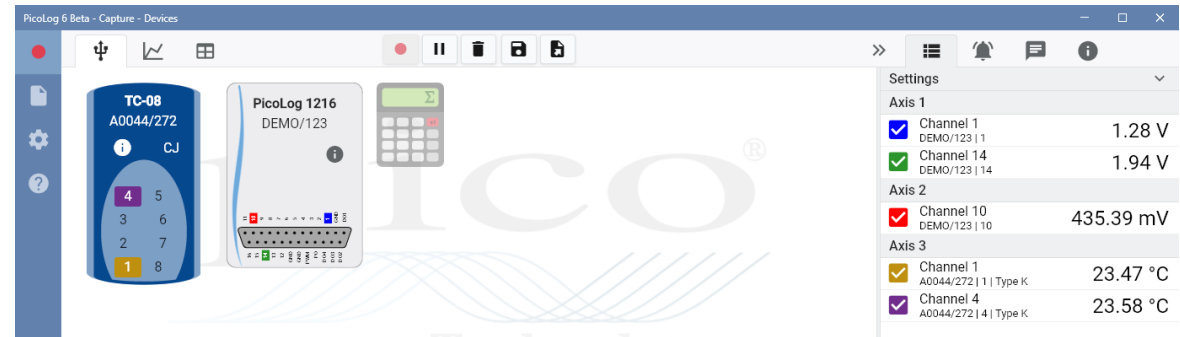 PicoLog 6 Beta - Capture - Devices
Settings
Axis 1
Channel 1
DEMO/123 | 1
1.28 V
Channel 14
DEMO/123 | 14
1.94 V
Axis 2
Channel 10
DEMO/123 | 10
435.39 mV
Axis 3
Channel 1
A0044/272 | 1 | Type K
23.47 °C
Channel 4
A0044/272 | 4 | Type K
23.58 °C
TC-08
A0044/272
CJ
4 5
3 6
2 7
1 8
PicoLog 1216
DEMO/123
Σ
pico®